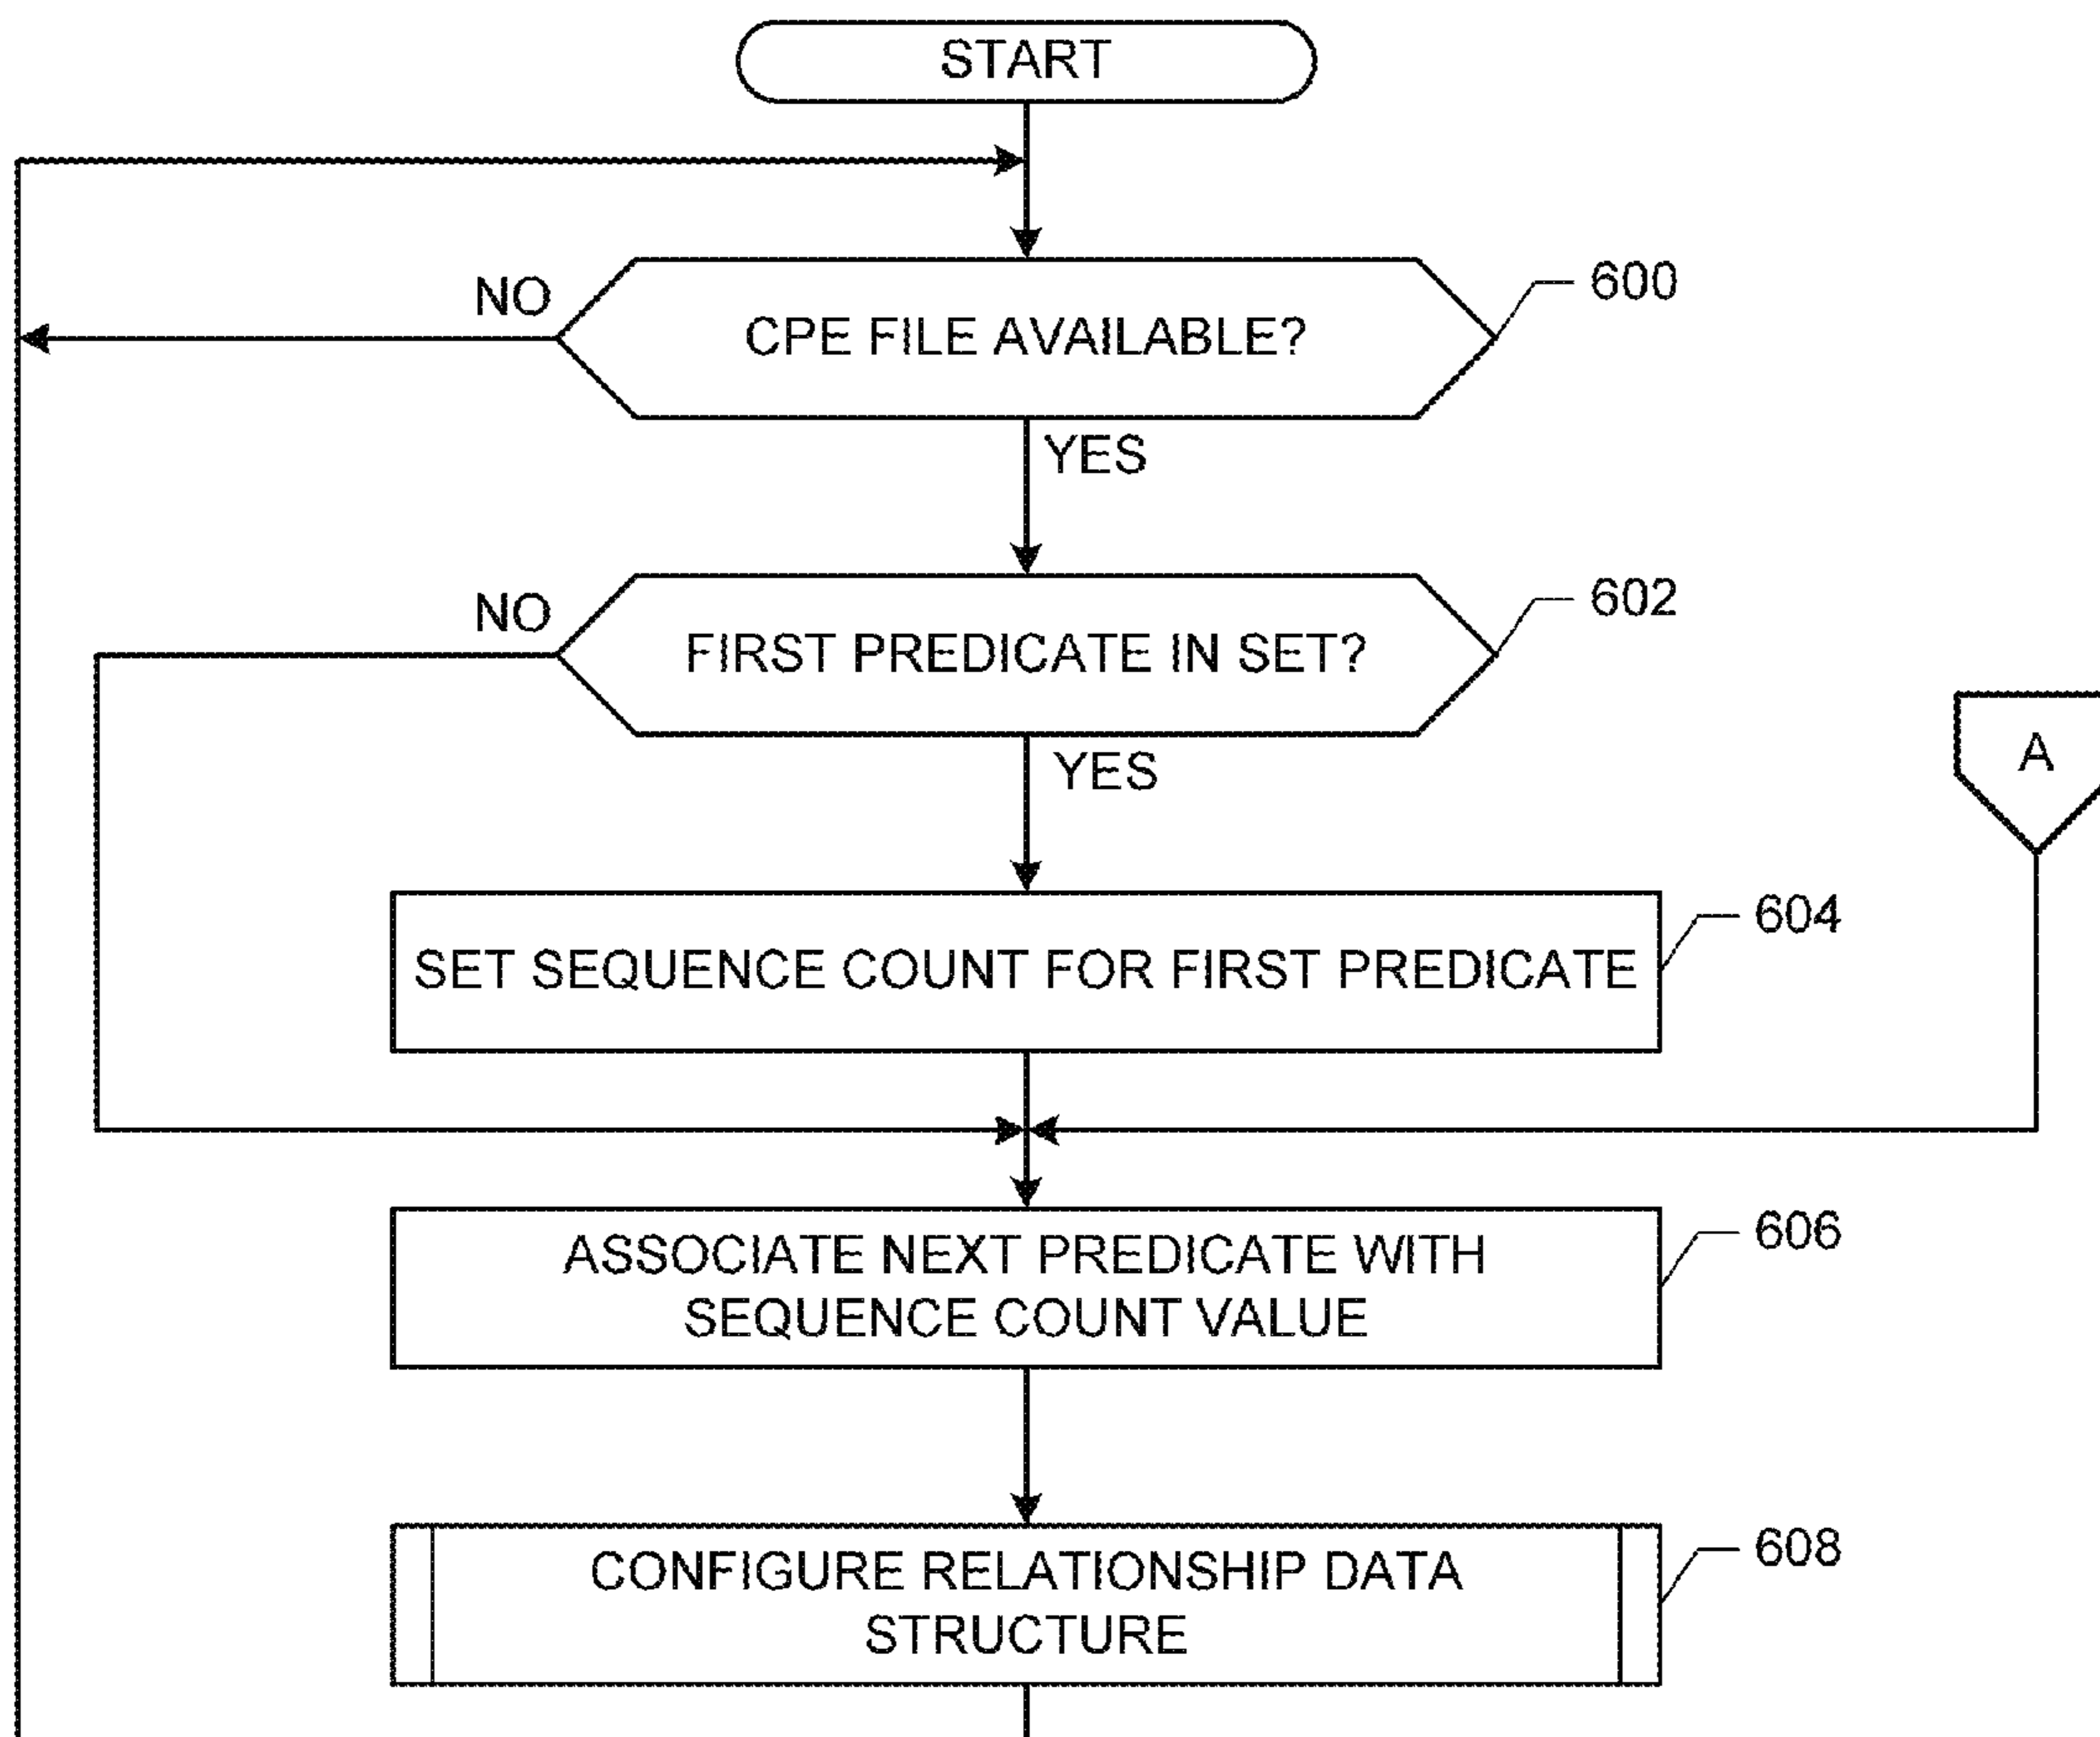 START
NO
600
CPE FILE AVAILABLE?
YES
NO
602
FIRST PREDICATE IN SET?
A
YES
604
SET SEQUENCE COUNT FOR FIRST PREDICATE
606
ASSOCIATE NEXT PREDICATE WITH
SEQUENCE COUNT VALUE
608
CONFIGURE RELATIONSHIP DATA
STRUCTURE